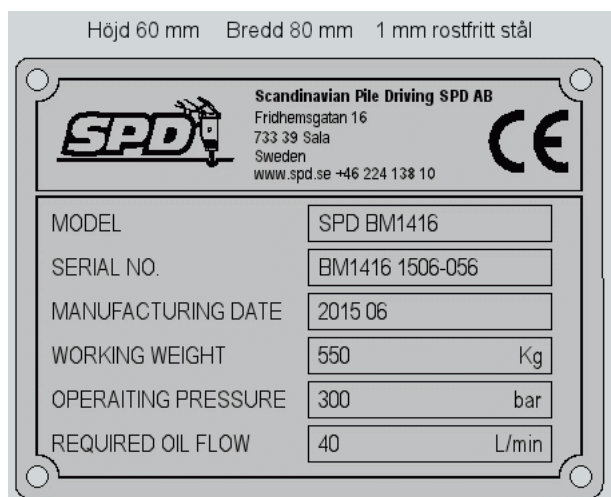 Höjd 60 mm Bredd 80 mm 1 mm rostfritt stål
SPD
Scandinavian Pile Driving SPD AB
Fridhemsgatan 16
733 39 Sala
Sweden
www.spd.se +46 224 138 10
CE
MODEL SPD BM1416
SERIAL NO. BM1416 1506-056
MANUFACTURING DATE 2015 06
WORKING WEIGHT 550 Kg
OPERAITING PRESSURE 300 bar
REQUIRED OIL FLOW 40 L/min